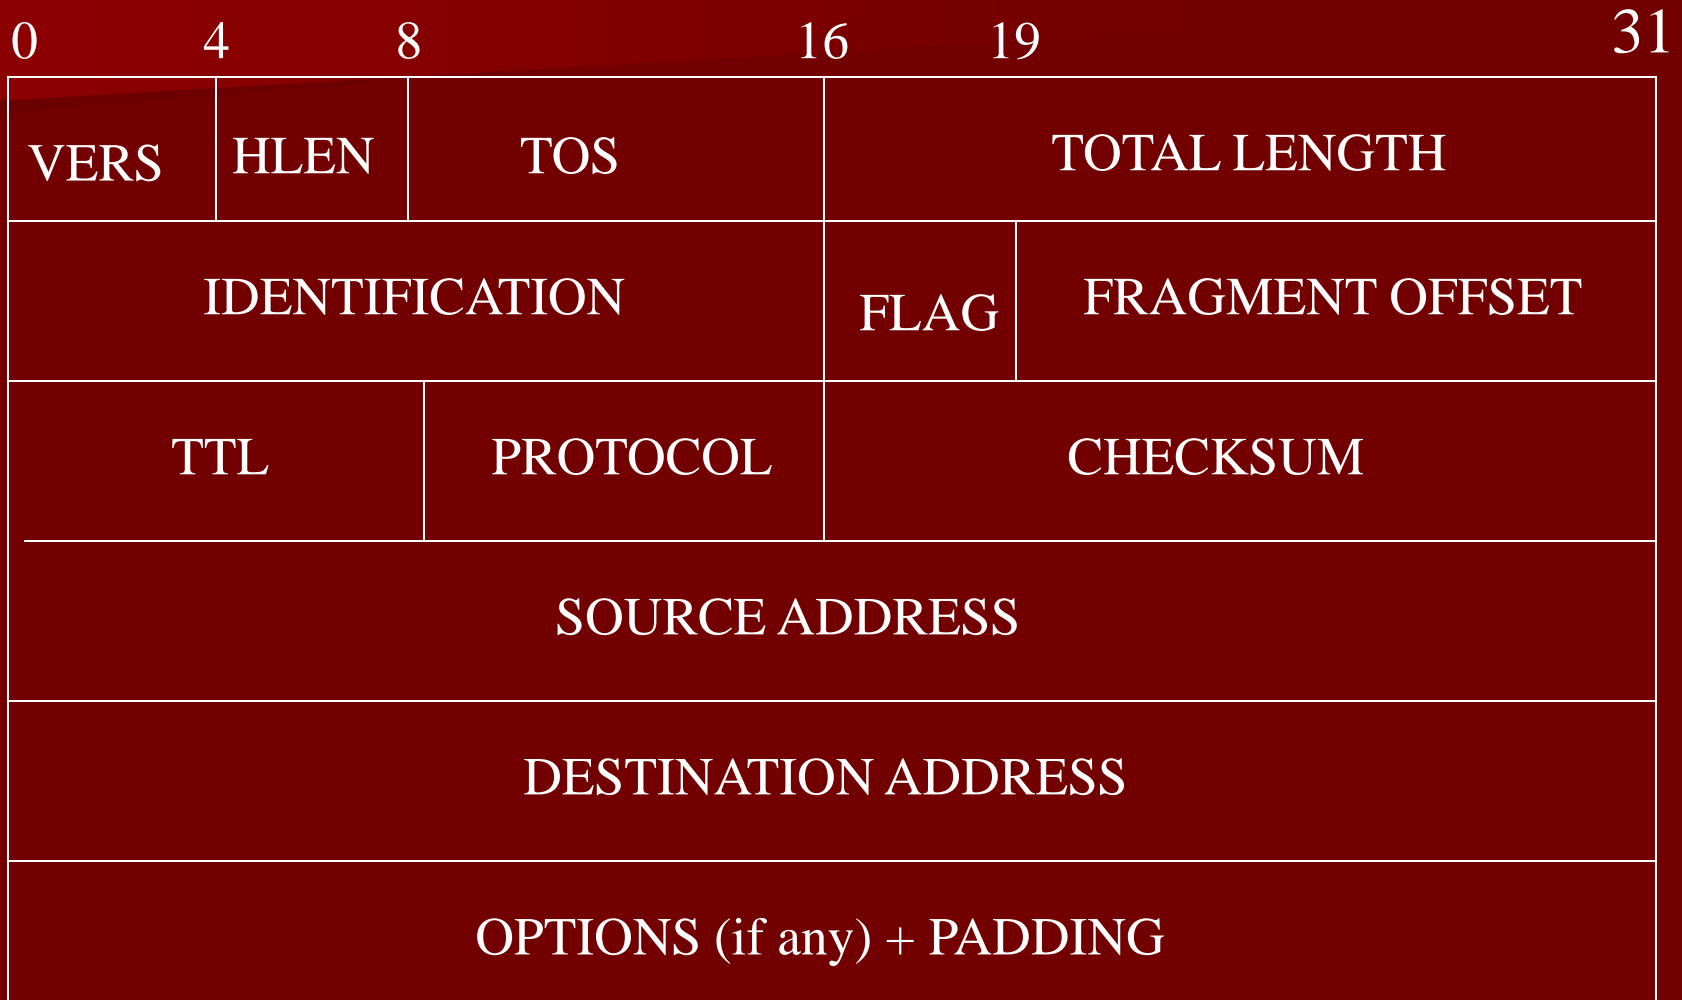 0 4 8 16 19 31
VERS HLEN TOS TOTAL LENGTH
IDENTIFICATION FLAG FRAGMENT OFFSET
TTL PROTOCOL CHECKSUM
SOURCE ADDRESS
DESTINATION ADDRESS
OPTIONS (if any) + PADDING